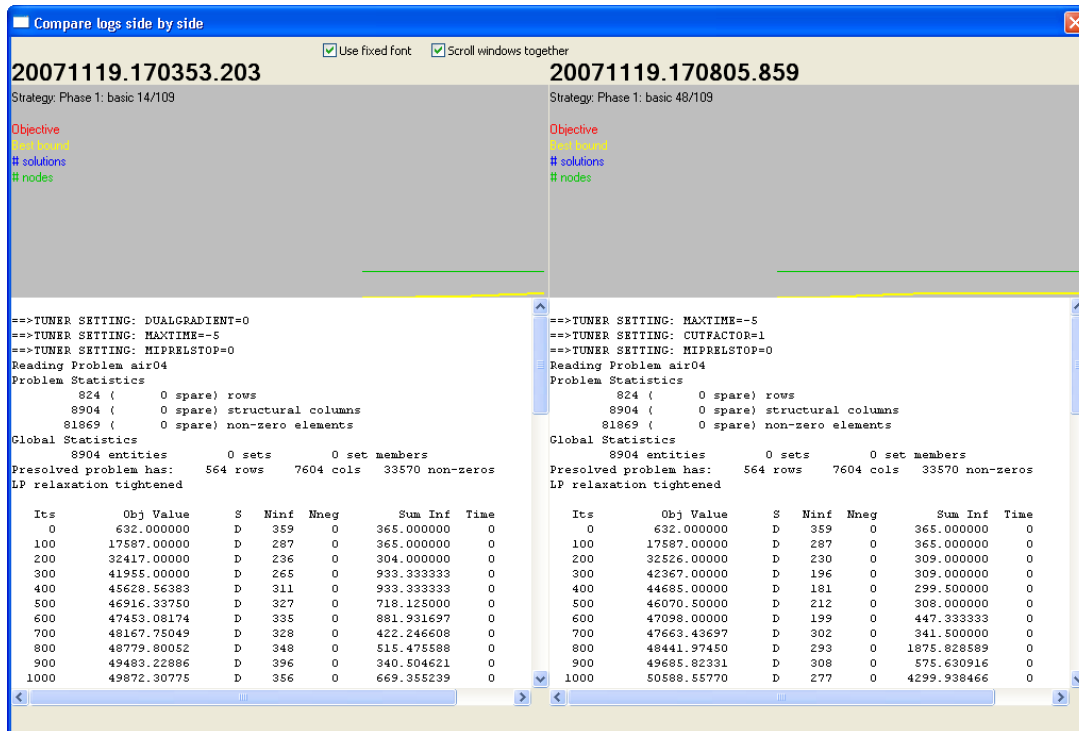 Compare logs side by side
Use fixed font
Scroll windows together
20071119.170353.203
Strategy: Phase 1: basic 14/109
Objective
Best bound
# solutions
# nodes
==>TUNER SETTING: DUALGRADIENT=0
==>TUNER SETTING: MAXTIME=-5
==>TUNER SETTING: MIPRELSTOP=0
Reading Problem air04
Problem Statistics
824 ( 0 spare) rows
8904 ( 0 spare) structural columns
81869 ( 0 spare) non-zero elements
Global Statistics
8904 entities 0 sets 0 set members
Presolved problem has: 564 rows 7604 cols 33570 non-zeros
LP relaxation tightened
Its Obj Value S Ninf Nneg Sum Inf Time
0 632.000000 D 359 0 365.000000 0
100 17587.00000 D 287 0 365.000000 0
200 32417.00000 D 236 0 304.000000 0
300 41955.00000 D 265 0 933.333333 0
400 45628.56383 D 311 0 933.333333 0
500 46916.33750 D 327 0 718.125000 0
600 47453.08174 D 335 0 881.931697 0
700 48167.75049 D 328 0 422.246608 0
800 48779.80052 D 348 0 515.475588 0
900 49483.22886 D 396 0 340.504621 0
1000 49872.30775 D 356 0 669.355239 0
20071119.170805.859
Strategy: Phase 1: basic 48/109
Objective
Best bound
# solutions
# nodes
==>TUNER SETTING: MAXTIME=-5
==>TUNER SETTING: CUTFACTOR=1
==>TUNER SETTING: MIPRELSTOP=0
Reading Problem air04
Problem Statistics
824 ( 0 spare) rows
8904 ( 0 spare) structural columns
81869 ( 0 spare) non-zero elements
Global Statistics
8904 entities 0 sets 0 set members
Presolved problem has: 564 rows 7604 cols 33570 non-zeros
LP relaxation tightened
Its Obj Value S Ninf Nneg Sum Inf Time
0 632.000000 D 359 0 365.000000 0
100 17587.00000 D 287 0 365.000000 0
200 32526.00000 D 230 0 309.000000 0
300 42367.00000 D 196 0 309.000000 0
400 44685.00000 D 181 0 299.500000 0
500 46070.50000 D 212 0 308.000000 0
600 47098.00000 D 199 0 447.333333 0
700 47663.43697 D 302 0 341.500000 0
800 48441.97450 D 293 0 1875.828589 0
900 49685.82331 D 308 0 575.630916 0
1000 50588.55770 D 277 0 4299.938466 0